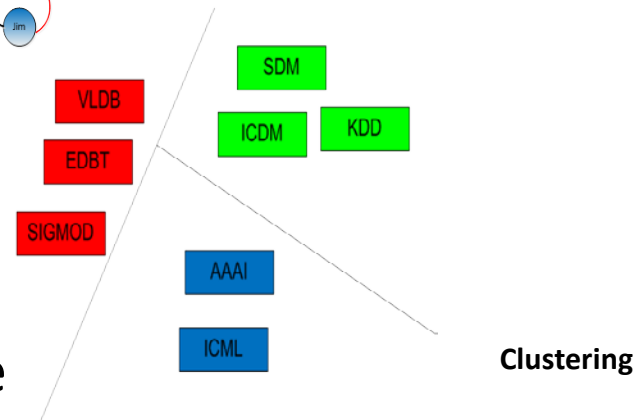 Jim
SDM
VLDB
ICDM
KDD
EDBT
SIGMOD
AAAI
ICML
e
Clustering